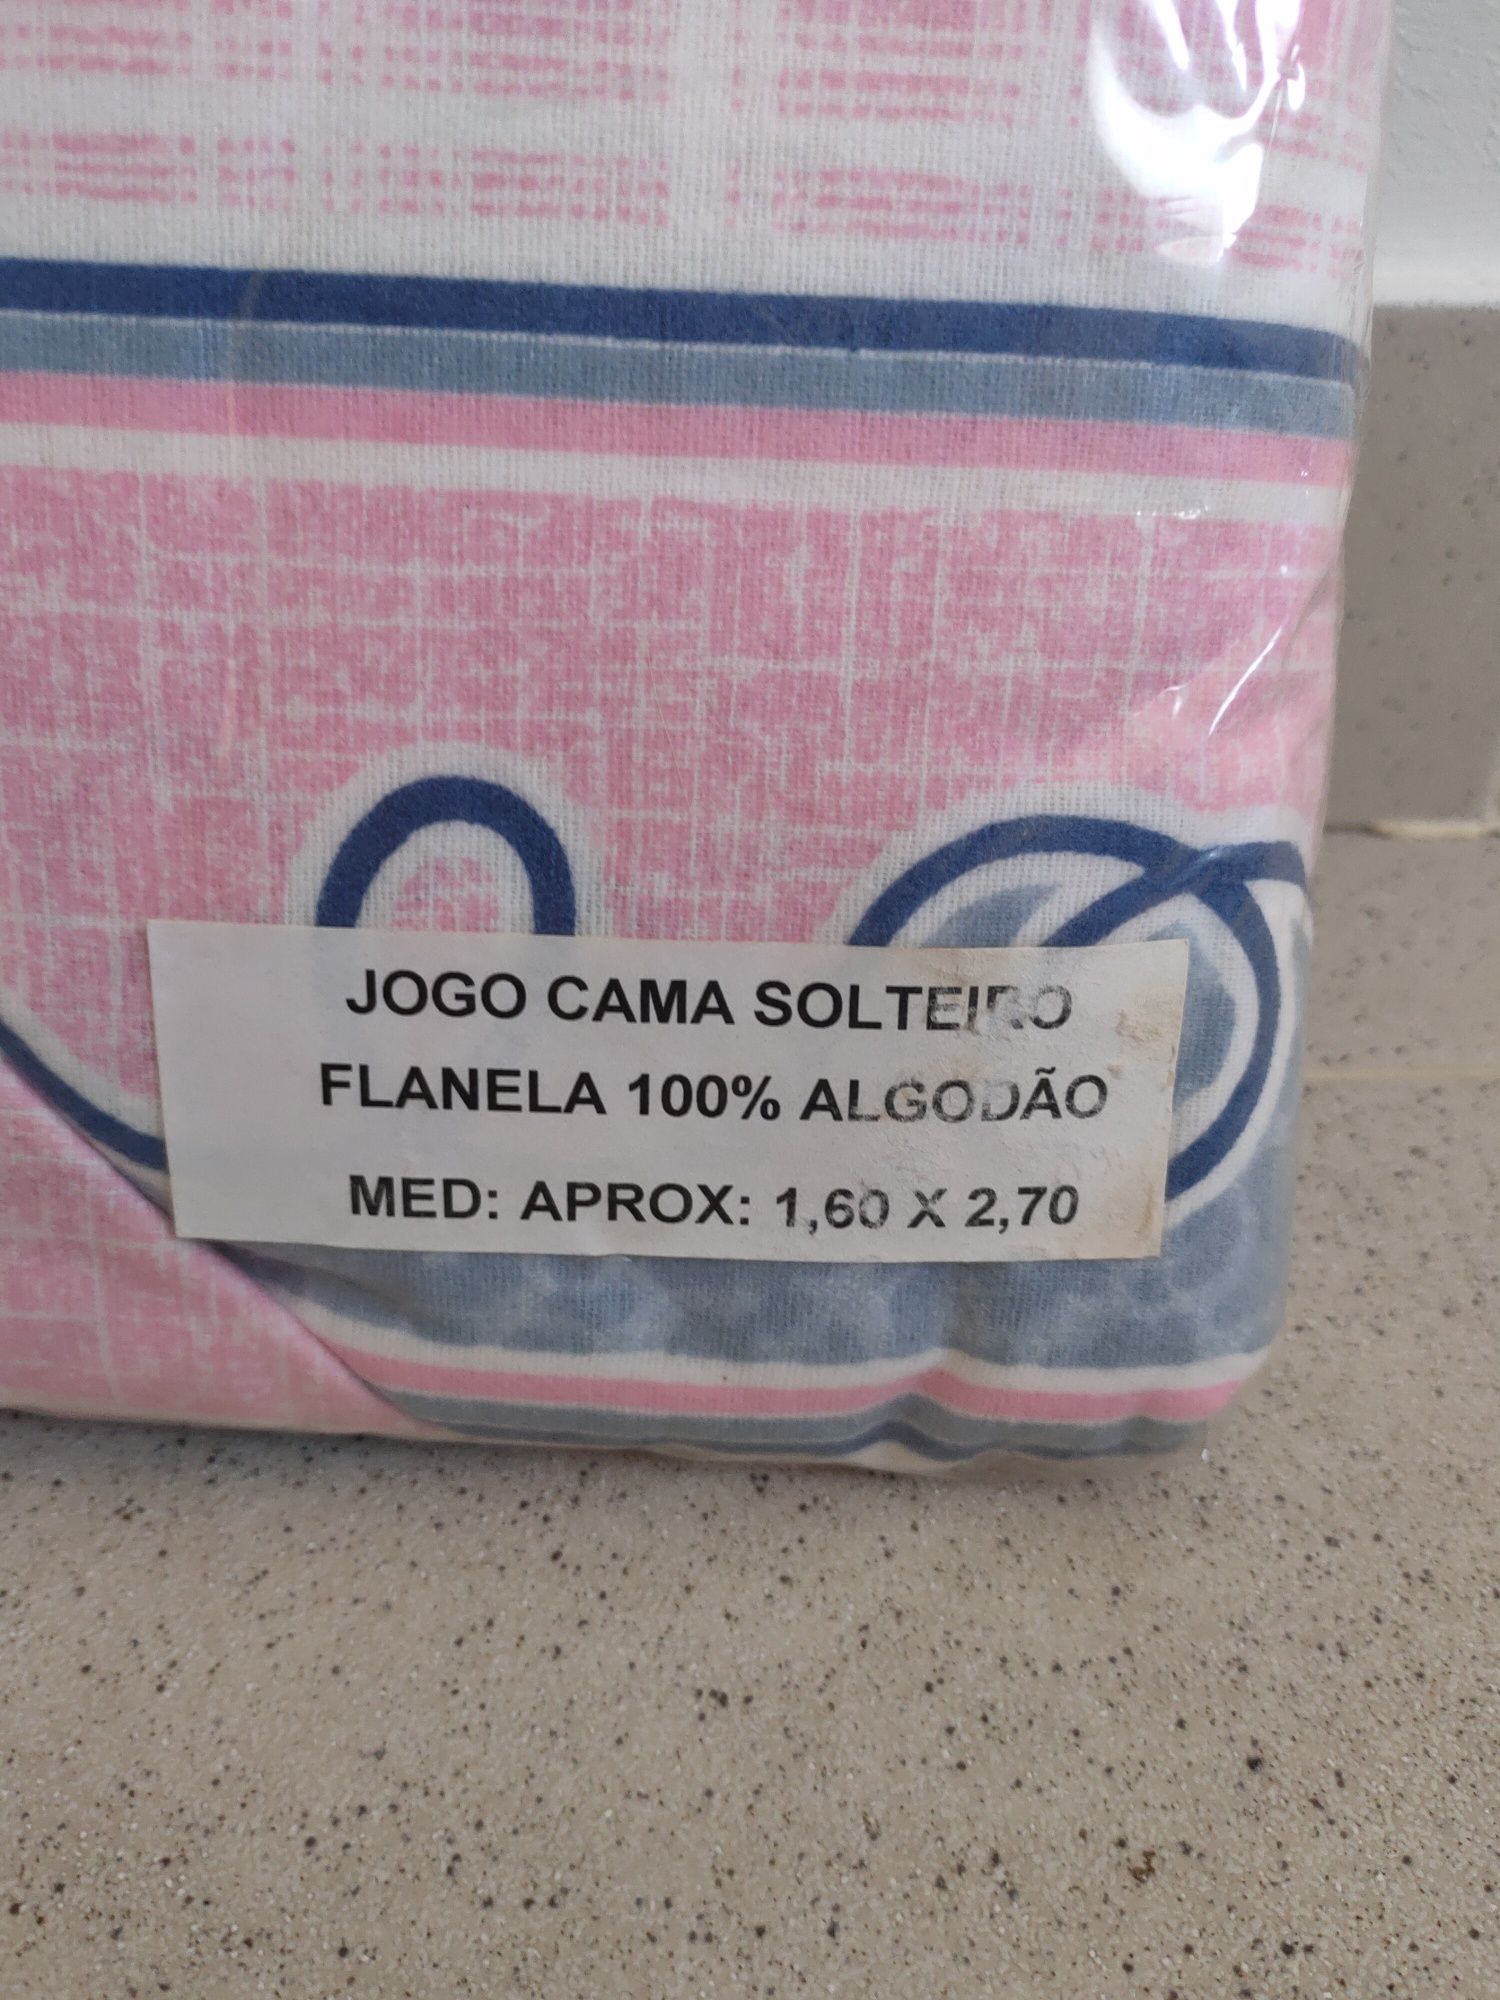 JOGO CAMA SOLTEIRO
FLANELA 100% ALGODÃO
MED: APROX: 1,60 X 2,70